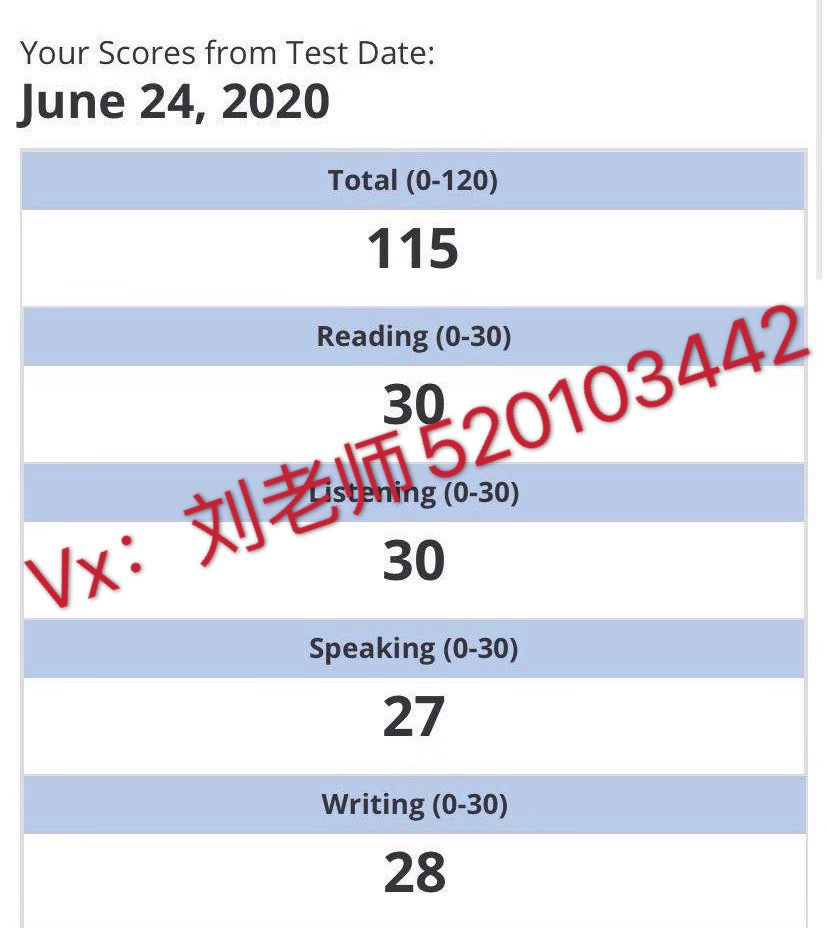 Your Scores from Test Date:
June 24, 2020
Total (0-120)
115
Reading (0-30)
30
Vx：刘老师520103442
Listening (0-30)
30
Speaking (0-30)
27
Writing (0-30)
28